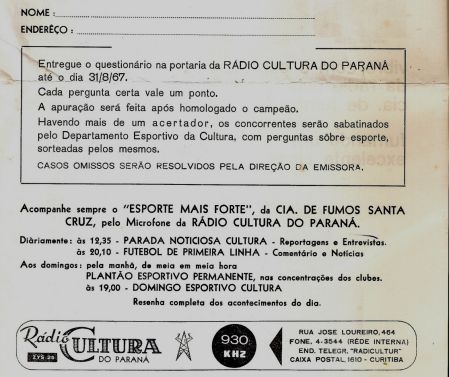 NOME :
ENDERÊÇO :
Entregue o questionário na portaria da RÁDIO CULTURA DO PARANÁ
até o dia 31/8/67.
Cada pergunta certa vale um ponto.
A apuração será feita após homologado o campeão.
Havendo mais de um acertador, os concorrentes serão sabatinados
pelo Departamento Esportivo da Cultura, com perguntas sôbre esporte,
sorteadas pelos mesmos.
CASOS OMISSOS SERÃO RESOLVIDOS PELA DIREÇÃO DA EMISSORA.
Acompanhe sempre o "ESPORTE MAIS FORTE", da CIA. DE FUMOS SANTA
CRUZ, pelo Microfone da RÁDIO CULTURA DO PARANÁ.
Diàriamente: às 12,35 - PARADA NOTICIOSA CULTURA - Reportagens e Entrevistas.
às 20,10 - FUTEBOL DE PRIMEIRA LINHA - Comentário e Notícias
Aos domingos: pela manhã, de meia em meia hora
PLANTÃO ESPORTIVO PERMANENTE, nas concentrações dos clubes.
às 19,00 - DOMINGO ESPORTIVO CULTURA
Resenha completa dos acontecimentos do dia.
Rádio CULTURA
DO PARANÁ
930
KHZ
RUA JOSÉ LOUREIRO, 464
FONE, 4-3544 (RÊDE INTERNA)
END. TELEGR. "RADICULTUR"
CAIXA POSTAL, 1610 - CURITIBA